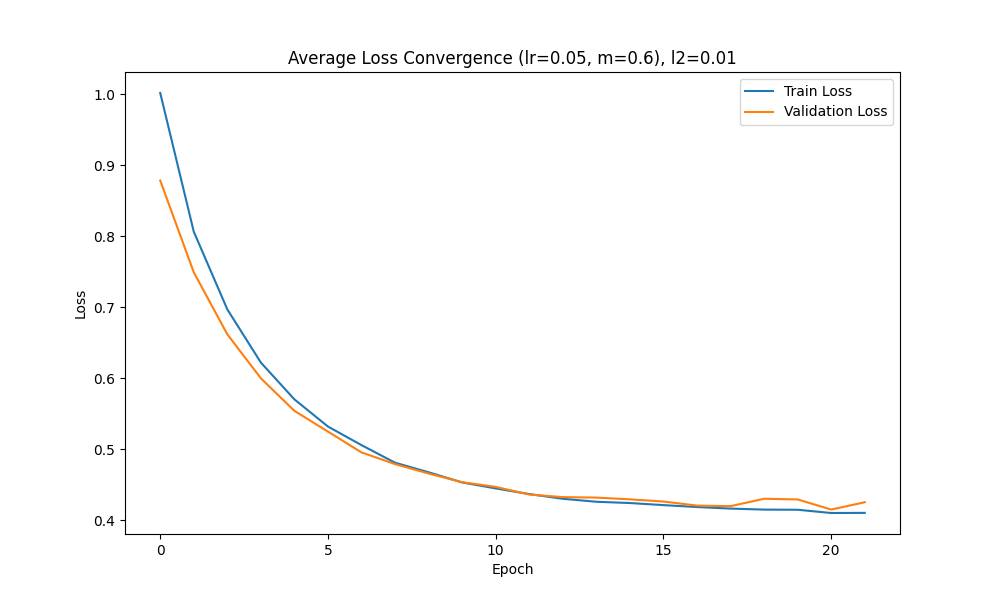 Average Loss Convergence (lr=0.05, m=0.6), l2=0.01
Train Loss
Validation Loss
1.0
0.9
0.8
0.7
0.6
0.5
0.4
Loss
0
5
10
15
20
Epoch